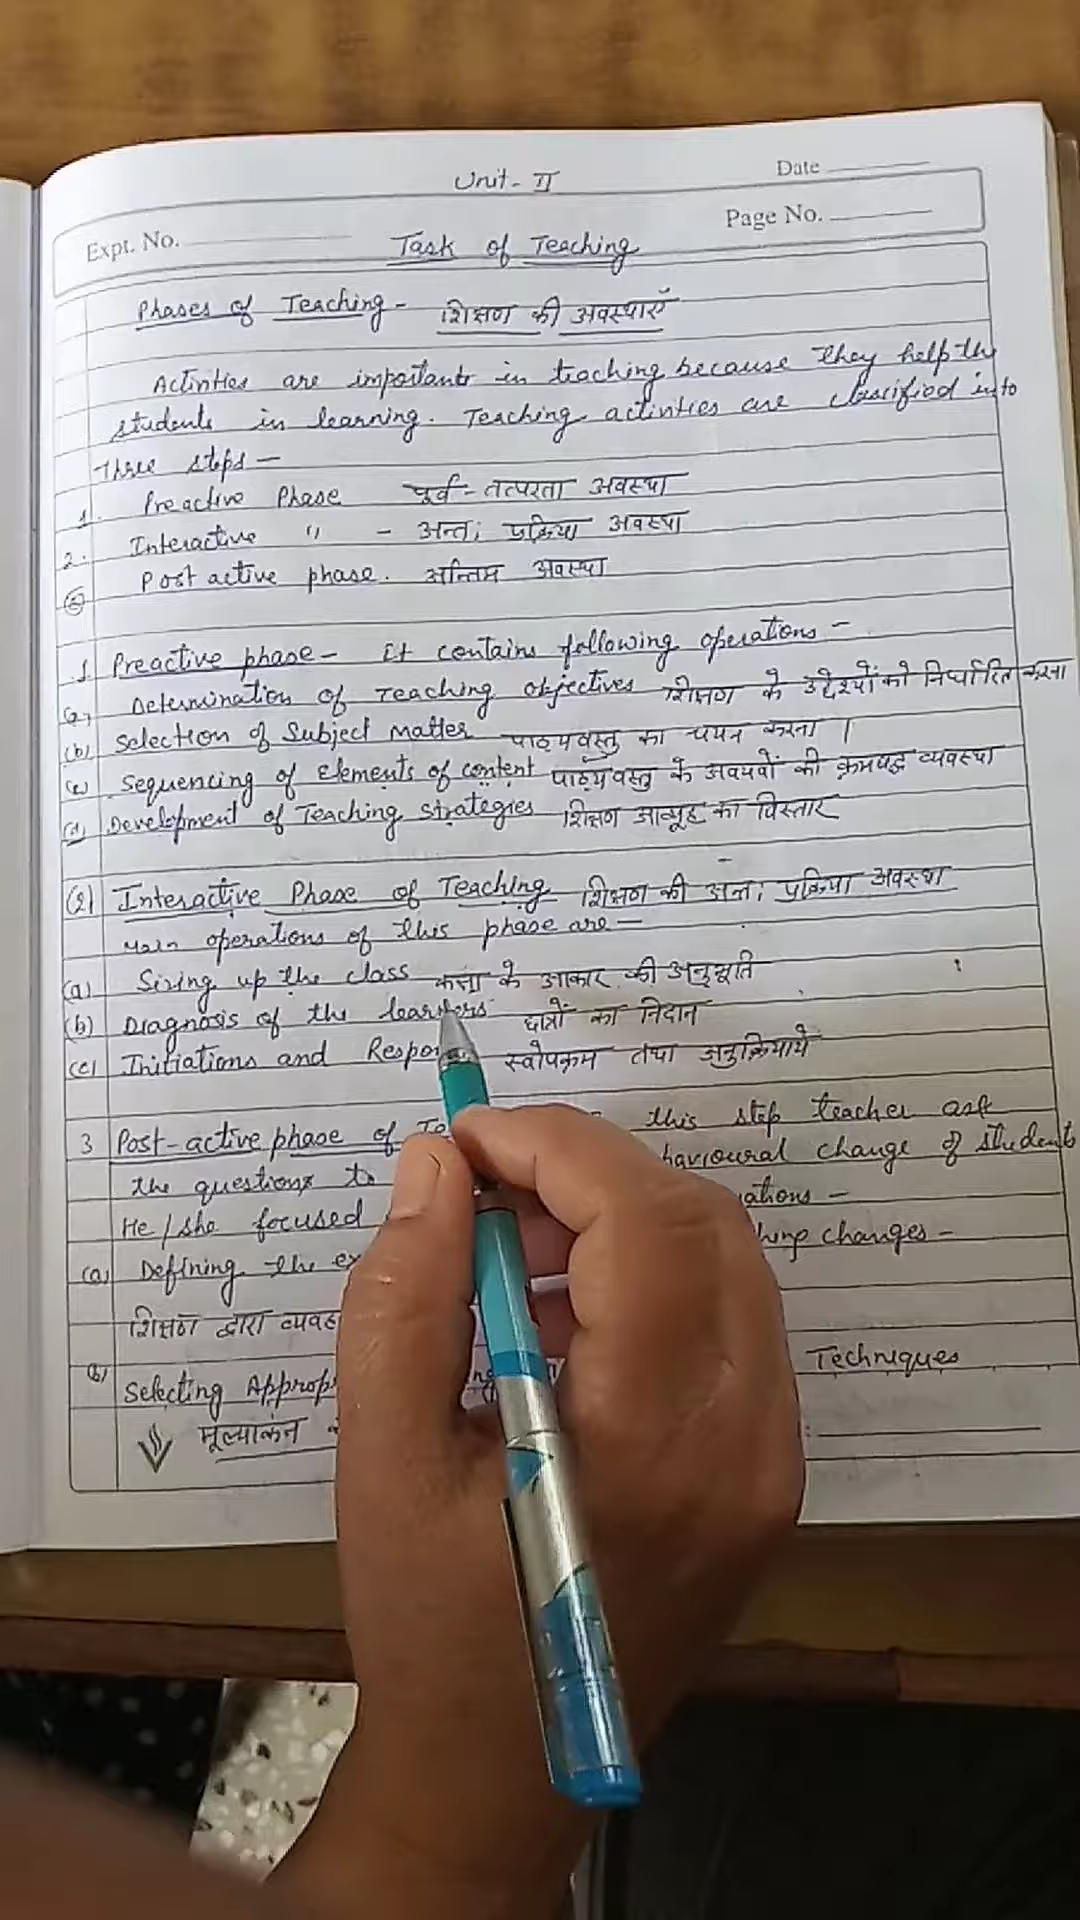 Unit - II
Date
Page No.
Expt. No.
Task of Teaching
Phases of Teaching - शिक्षण की अवस्थाएँ
Activities are importants in teaching because they help the
students in learning. Teaching activities are classified into
three steps -
1. Preactive Phase पूर्व - तत्परता अवस्था
2. Interactive " - अन्त: प्रक्रिया अवस्था
3 Post active phase. अन्तिम अवस्था
1 Preactive phase - It contains following operations -
(a) Determination of Teaching objectives शिक्षण के उद्देश्यों को निर्धारित करना
(b) Selection of Subject Matter पाठ्यवस्तु का चयन करना ।
(c) Sequencing of Elements of content पाठ्यवस्तु के अवयवों की क्रमबद्ध व्यवस्था
(d) Development of Teaching strategies शिक्षण आव्यूह का विस्तार
(2) Interactive Phase of Teaching शिक्षण की अन्त: प्रक्रिया अवस्था
Main operations of this phase are -
(a) Sizing up the class कक्षा के आकार की अनुभूति
(b) Diagnosis of the learners छात्रों का निदान
(c) Initiations and Respon स्वोपक्रम तथा अनुक्रियाये
3 Post-active phase of Te this step teacher ask
the questions to havioural change of students
He/she focused ations -
(a) Defining the ex changes -
शिक्षण द्वारा व्यवह
(b) Selecting Approp Techniques
मूल्यांकन